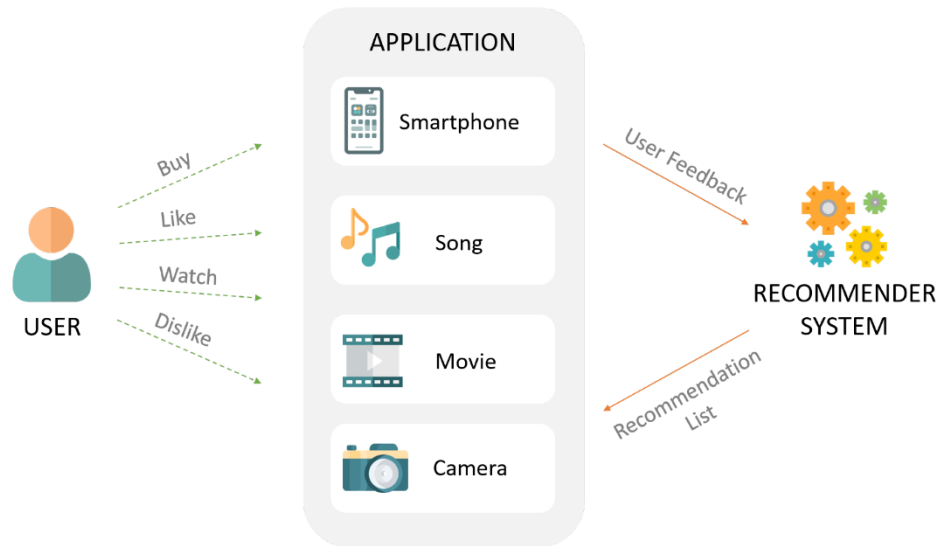 APPLICATION
Smartphone
Song
Movie
Camera
Buy
Like
Watch
Dislike
USER
User Feedback
RECOMMENDER
SYSTEM
Recommendation
List